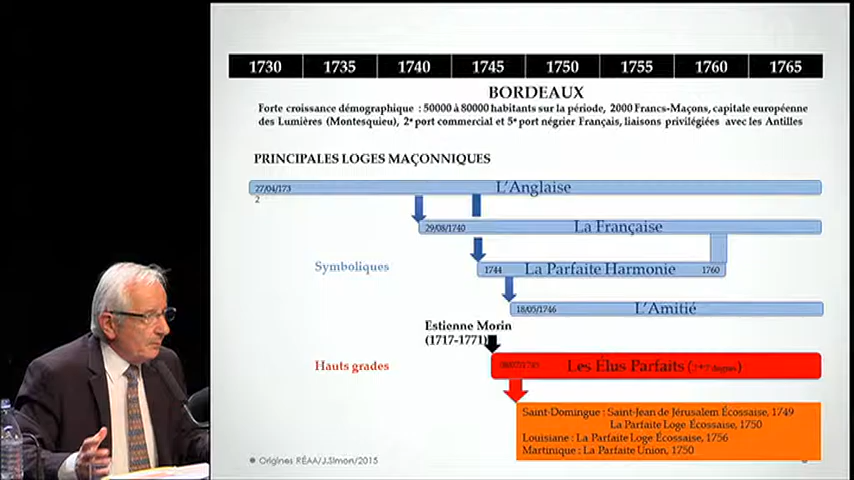 1730 1735 1740 1745 1750 1755 1760 1765
BORDEAUX
Forte croissance démographique : 50000 à 80000 habitants sur la période, 2000 Francs-Maçons, capitale européenne
des Lumières (Montesquieu), 2e port commercial et 5e port négrier Français, liaisons privilégiées avec les Antilles
PRINCIPALES LOGES MAÇONNIQUES
27/04/173
2
L'Anglaise
29/08/1740 La Française
Symboliques
1744 La Parfaite Harmonie 1760
18/05/1746 L'Amitié
Estienne Morin
(1717-1771)
Hauts grades
Les Élus Parfaits
Saint-Domingue : Saint-Jean de Jérusalem Écossaise, 1749
La Parfaite Loge Écossaise, 1750
Louisiane : La Parfaite Loge Écossaise, 1756
Martinique : La Parfaite Union, 1750
Origines RÉAA/J.Simon/2015